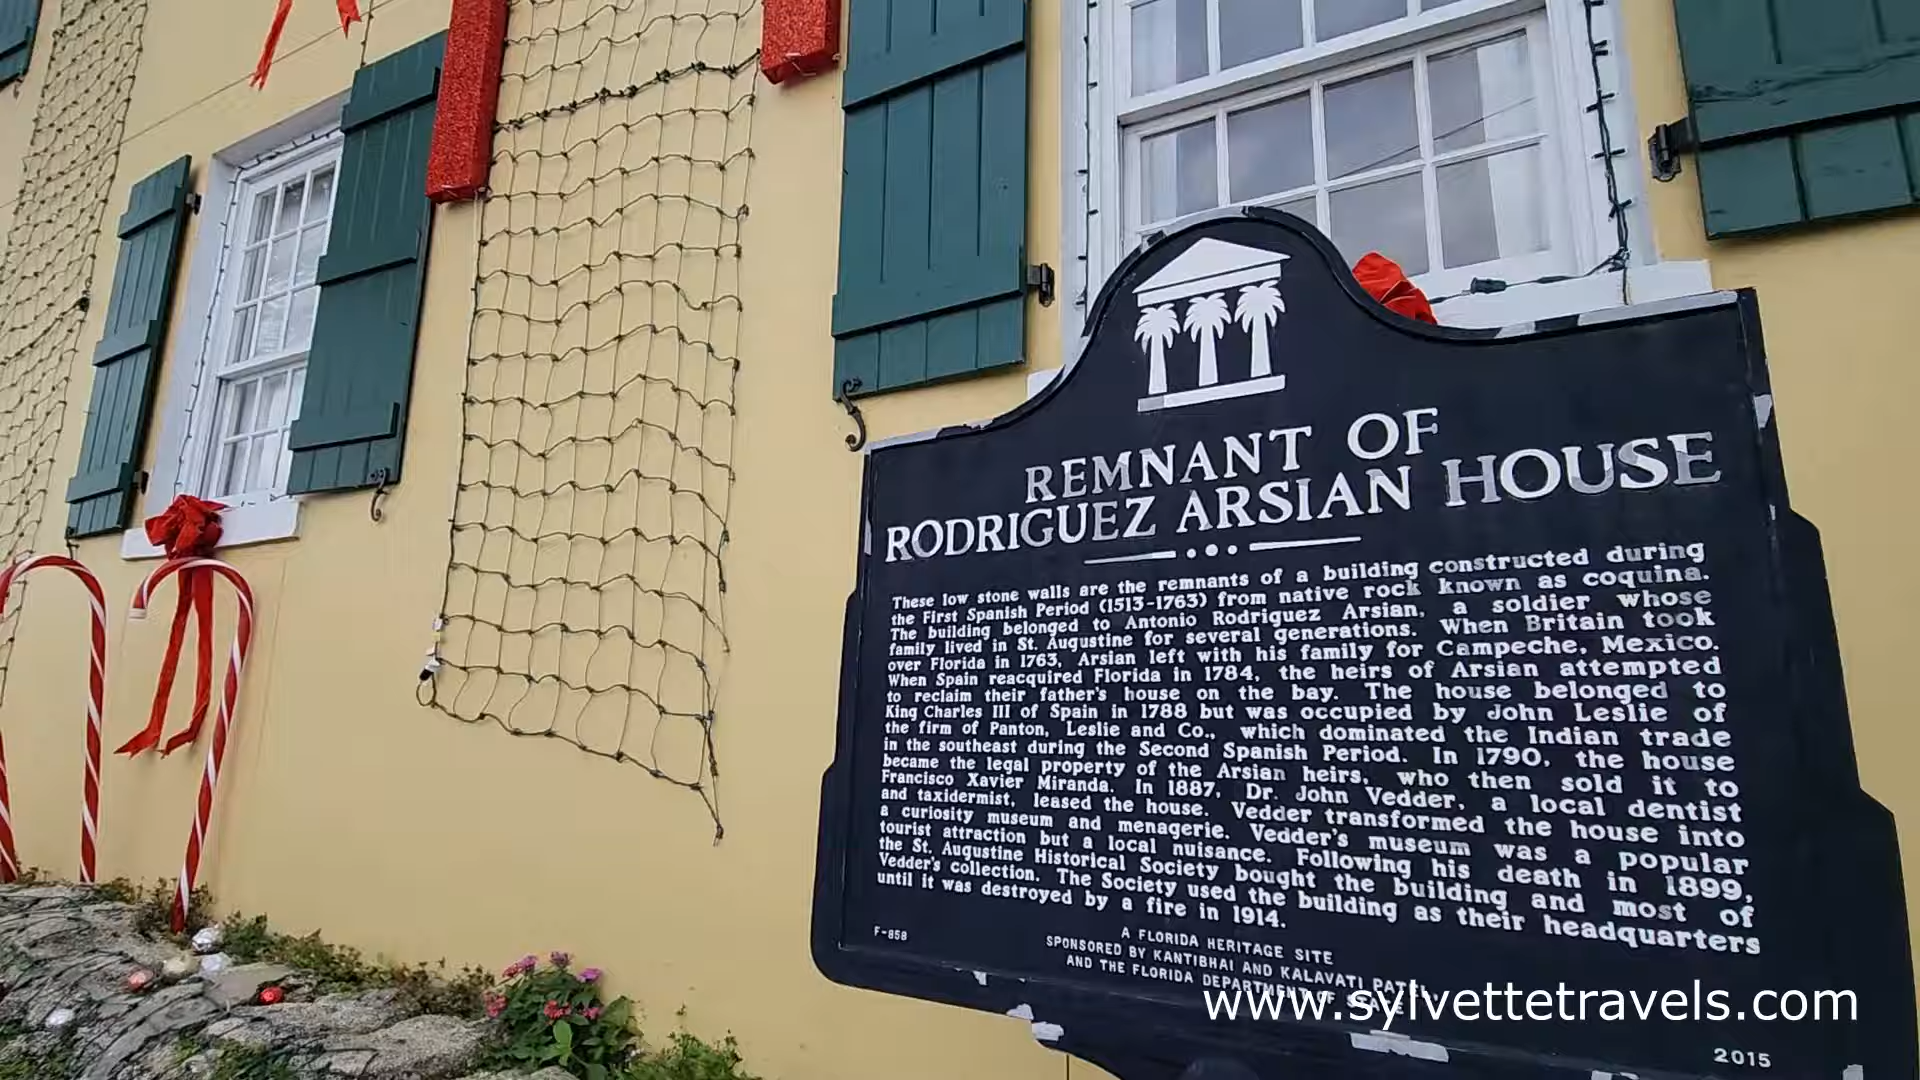 REMNANT OF
RODRIGUEZ ARSIAN HOUSE
These low stone walls are the remnants of a building constructed during
the First Spanish Period (1513-1763) from native rock known as coquina.
The building belonged to Antonio Rodriguez Arsian, a soldier whose
family lived in St. Augustine for several generations. When Britain took
over Florida in 1763, Arsian left with his family for Campeche, Mexico.
When Spain reacquired Florida in 1784, the heirs of Arsian attempted
to reclaim their father's house on the bay. The house belonged to
King Charles III of Spain in 1788 but was occupied by John Leslie of
the firm of Panton, Leslie and Co., which dominated the Indian trade
in the southeast during the Second Spanish Period. In 1790, the house
became the legal property of the Arsian heirs, who then sold it to
Francisco Xavier Miranda. In 1887, Dr. John Vedder, a local dentist
and taxidermist, leased the house. Vedder transformed the house into
a curiosity museum and menagerie. Vedder's museum was a popular
tourist attraction but a local nuisance. Following his death in 1899,
the St. Augustine Historical Society bought the building and most of
Vedder's collection. The Society used the building as their headquarters
until it was destroyed by a fire in 1914.
F-858
A FLORIDA HERITAGE SITE
SPONSORED BY KANTIBHAI AND KALAVATI PATEL
AND THE FLORIDA DEPARTMENT OF STATE
www.sylvettetravels.com
2015